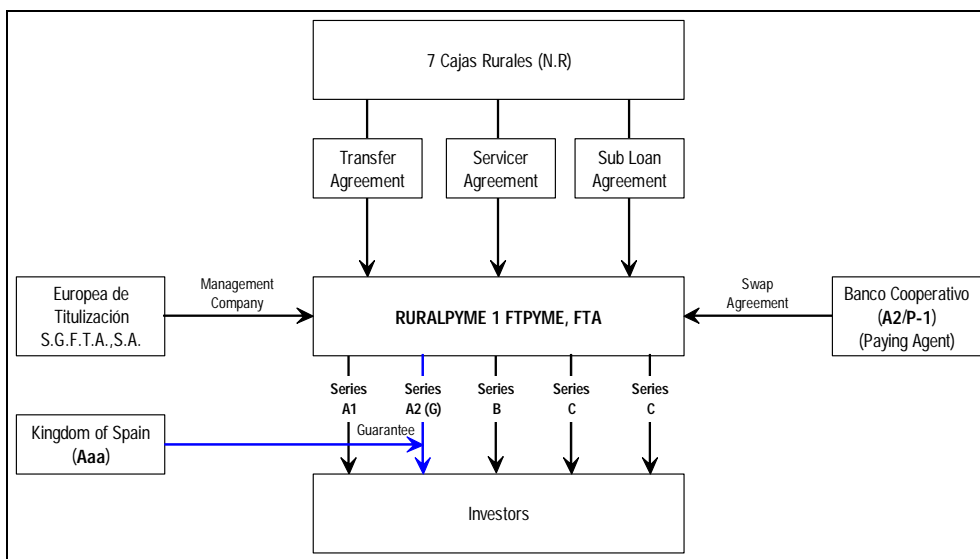 7 Cajas Rurales (N.R)
Transfer
Agreement
Servicer
Agreement
Sub Loan
Agreement
Europea de
Titulización
S.G.F.T.A.,S.A.
Management
Company
RURALPYME 1 FTPYME, FTA
Swap
Agreement
Banco Cooperativo
(A2/P-1)
(Paying Agent)
Series
A1
Series
A2 (G)
Series
B
Series
C
Series
C
Kingdom of Spain
(Aaa)
Guarantee
Investors